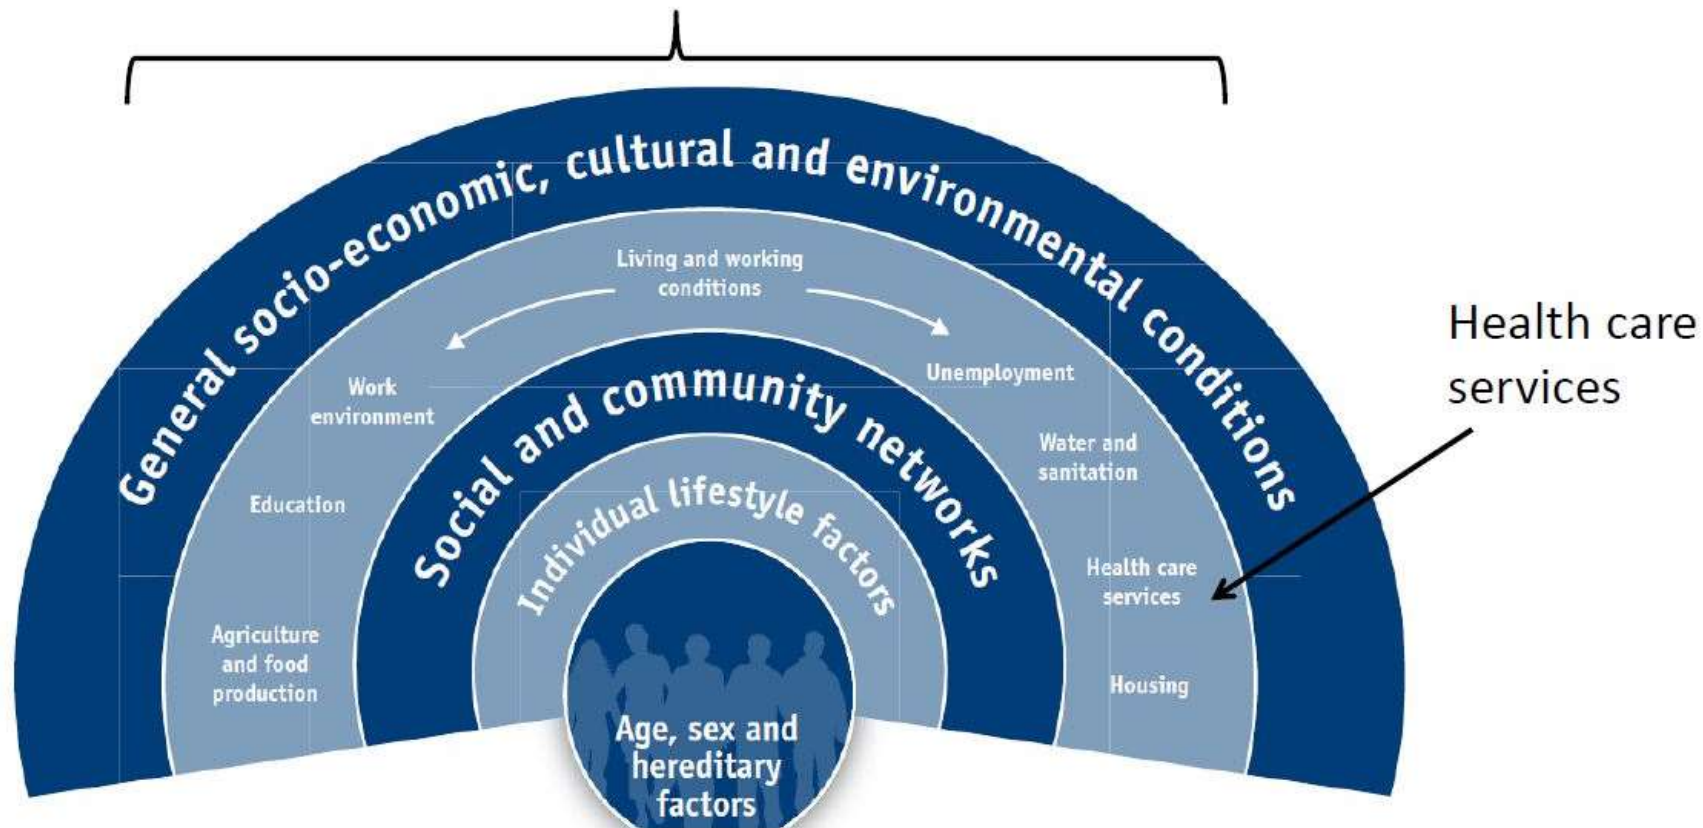 General socio-economic, cultural and environmental conditions
Living and working
conditions
Work
environment
Unemployment
Education
Water and
sanitation
Agriculture
and food
production
Health care
services
Housing
Social and community networks
Individual lifestyle factors
Age, sex and
hereditary
factors
Health care
services